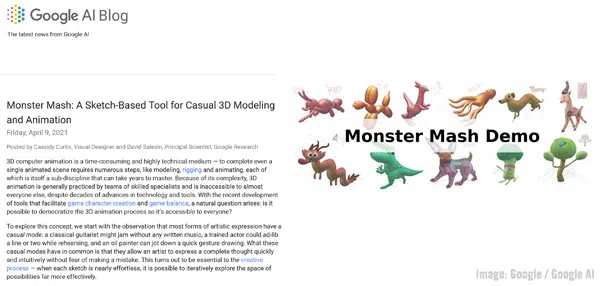 Google AI Blog
The latest news from Google AI
Monster Mash: A Sketch-Based Tool for Casual 3D Modeling
and Animation
Friday, April 9, 2021
Posted by Cassidy Curtis, Visual Designer and David Salesin, Principal Scientist, Google Research
3D computer animation is a time-consuming and highly technical medium — to complete even a
single animated scene requires numerous steps, like modeling, rigging and animating, each of
which is itself a sub-discipline that can take years to master. Because of its complexity, 3D
animation is generally practiced by teams of skilled specialists and is inaccessible to almost
everyone else, despite decades of advances in technology and tools. With the recent development
of tools that facilitate game character creation and game balance, a natural question arises: is it
possible to democratize the 3D animation process so it's accessible to everyone?
To explore this concept, we start with the observation that most forms of artistic expression have a
casual mode: a classical guitarist might jam without any written music, a trained actor could ad-lib
a line or two while rehearsing, and an oil painter can jot down a quick gesture drawing. What these
casual modes have in common is that they allow an artist to express a complete thought quickly
and intuitively without fear of making a mistake. This turns out to be essential to the creative
process — when each sketch is nearly effortless, it is possible to iteratively explore the space of
possibilities far more effectively.
Monster Mash Demo
Image: Google / Google AI